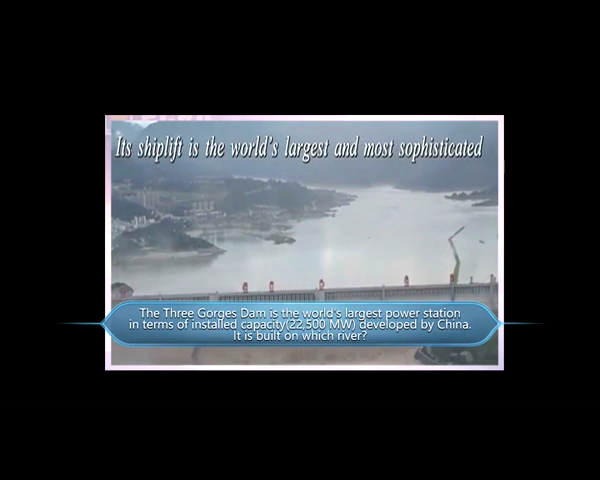 Its shiplift is the world's largest and most sophisticated
The Three Gorges Dam is the world's largest power station
in terms of installed capacity(22,500 MW) developed by China.
It is built on which river?